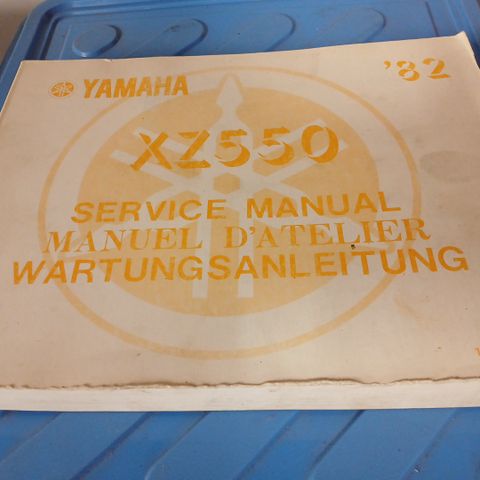 YAMAHA
'82
XZ550
SERVICE MANUAL
MANUEL D'ATELIER
WARTUNGSANLEITUNG